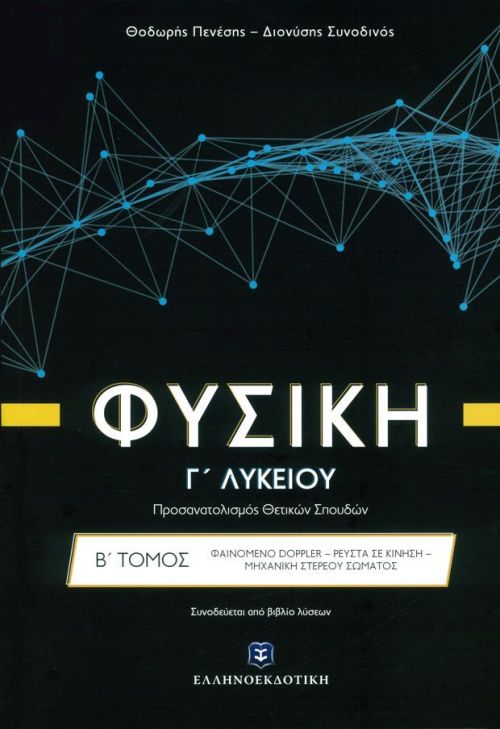 Θοδωρής Πενέσης – Διονύσης Συνοδινός
ΦΥΣΙΚΗ
Γ΄ ΛΥΚΕΙΟΥ
Προσανατολισμός Θετικών Σπουδών
Β΄ ΤΟΜΟΣ
ΦΑΙΝΟΜΕΝΟ DOPPLER – ΡΕΥΣΤΑ ΣΕ ΚΙΝΗΣΗ –
ΜΗΧΑΝΙΚΗ ΣΤΕΡΕΟΥ ΣΩΜΑΤΟΣ
Συνοδεύεται από βιβλίο λύσεων
ΕΛΛΗΝΟΕΚΔΟΤΙΚΗ